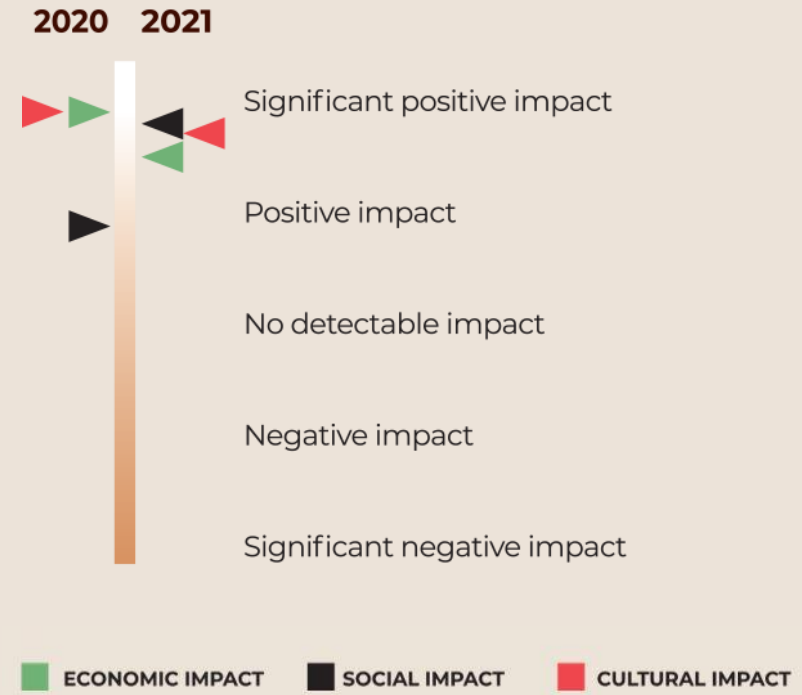 2020 2021
Significant positive impact
Positive impact
No detectable impact
Negative impact
Significant negative impact
ECONOMIC IMPACT SOCIAL IMPACT CULTURAL IMPACT